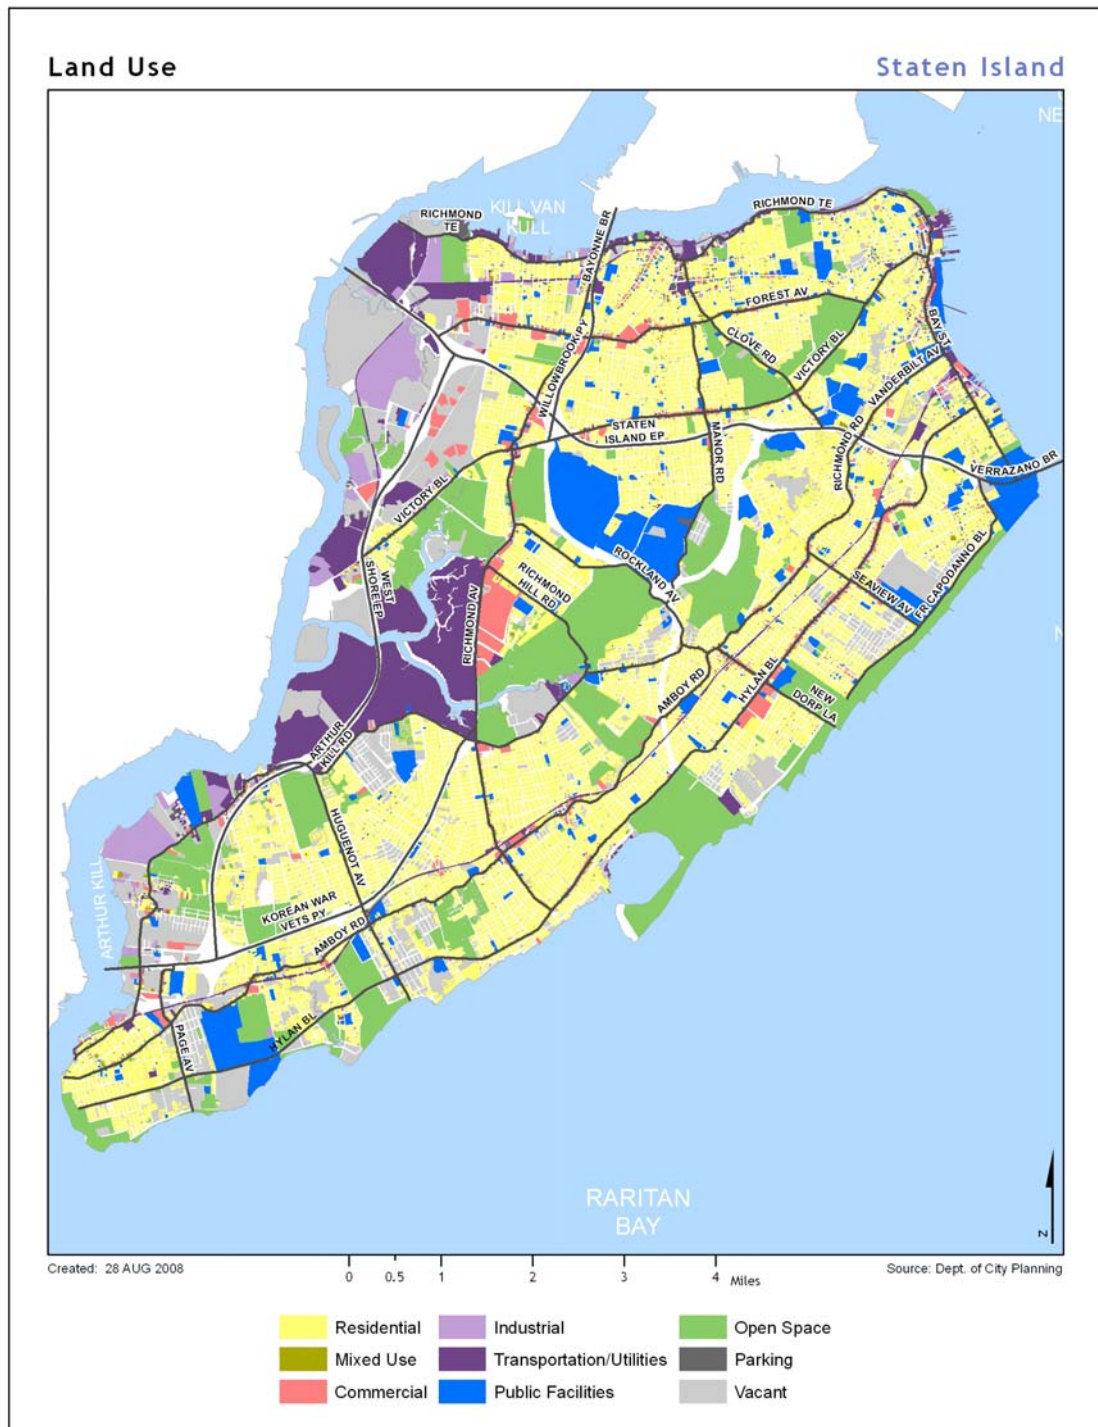 Land Use
Staten Island
NE
KILL VAN
KULL
RICHMOND
TE
BAYONNE BR
RICHMOND TE
FOREST AV
CLOVE RD
VICTORY BL
BAY ST
VANDERBILT AV
WILLOWBROOK PY
STATEN
ISLAND EP
MANOR RD
RICHMOND RD
VERRAZANO BR
VICTORY BL
WEST
SHORE EP
ROCKLAND AV
RICHMOND
HILL RD
SEAVIEW AV
FR CAPODANNO BL
RICHMOND AV
N
AMBOY RD
HYLAN BL
NEW
DORP LA
ARTHUR
KILL RD
HUGUENOT AV
ARTHUR KILL
KOREAN WAR
VETS PY
AMBOY RD
PAGE AV
HYLAN BL
RARITAN
BAY
N
Created: 28 AUG 2008
Source: Dept. of City Planning
0 0.5 1 2 3 4 Miles
Residential
Industrial
Open Space
Mixed Use
Transportation/Utilities
Parking
Commercial
Public Facilities
Vacant